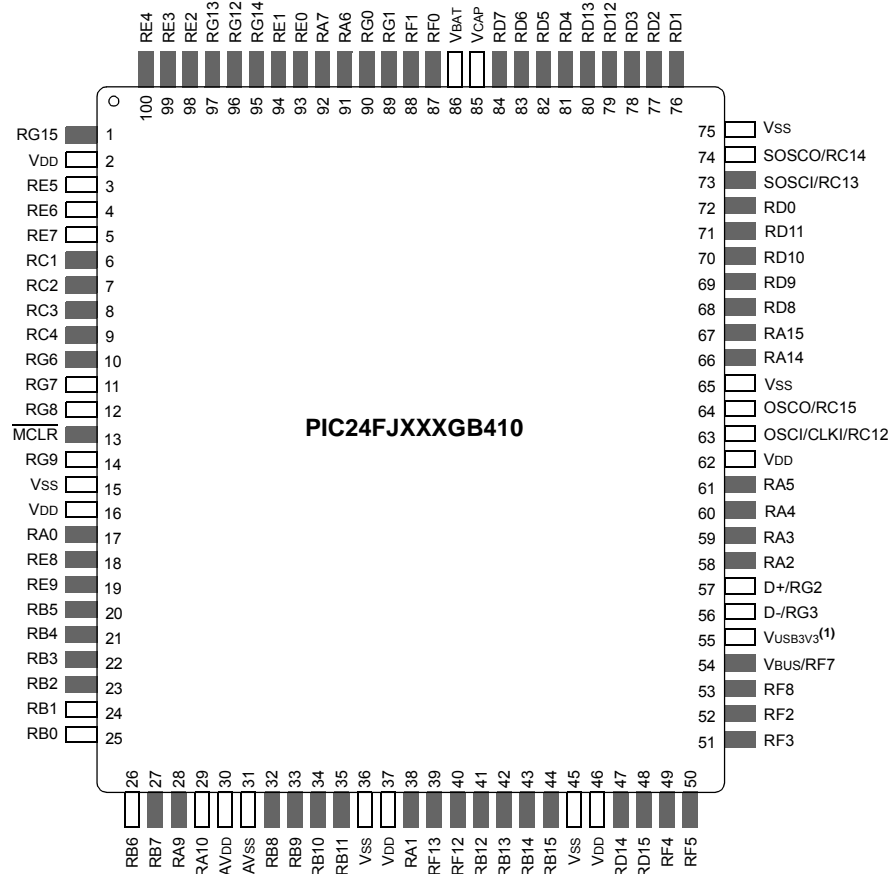 RE4 RE3 RE2 RG13 RG12 RG14 RE1 RE0 RA7 RA6 RG0 RG1 RF1 RF0 VBAT VCAP RD7 RD6 RD5 RD4 RD13 RD12 RD3 RD2 RD1
100 99 98 97 96 95 94 93 92 91 90 89 88 87 86 85 84 83 82 81 80 79 78 77 76
RG15 1
VDD 2
RE5 3
RE6 4
RE7 5
RC1 6
RC2 7
RC3 8
RC4 9
RG6 10
RG7 11
RG8 12
MCLR 13
RG9 14
VSS 15
VDD 16
RA0 17
RE8 18
RE9 19
RB5 20
RB4 21
RB3 22
RB2 23
RB1 24
RB0 25
PIC24FJXXXGB410
75 VSS
74 SOSCO/RC14
73 SOSCI/RC13
72 RD0
71 RD11
70 RD10
69 RD9
68 RD8
67 RA15
66 RA14
65 VSS
64 OSCO/RC15
63 OSCI/CLKI/RC12
62 VDD
61 RA5
60 RA4
59 RA3
58 RA2
57 D+/RG2
56 D-/RG3
55 VUSB3V3(1)
54 VBUS/RF7
53 RF8
52 RF2
51 RF3
26 27 28 29 30 31 32 33 34 35 36 37 38 39 40 41 42 43 44 45 46 47 48 49 50
RB6 RB7 RA9 RA10 AVDD AVSS RB8 RB9 RB10 RB11 VSS VDD RA1 RF13 RF12 RB12 RB13 RB14 RB15 VSS VDD RD14 RD15 RF4 RF5